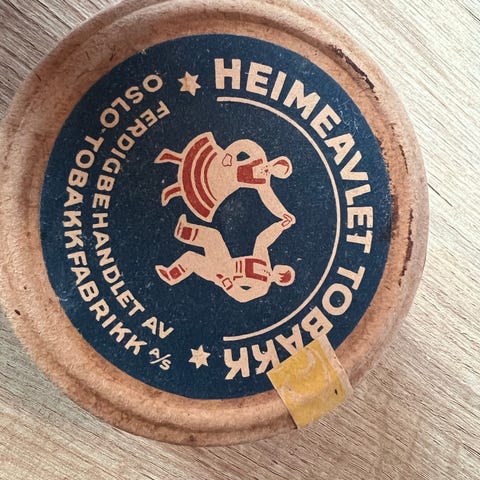 HEIMEAVLET TOBAKK
FERDIGBEHANDLET AV
OSLO TOBAKKFABRIKK A/S